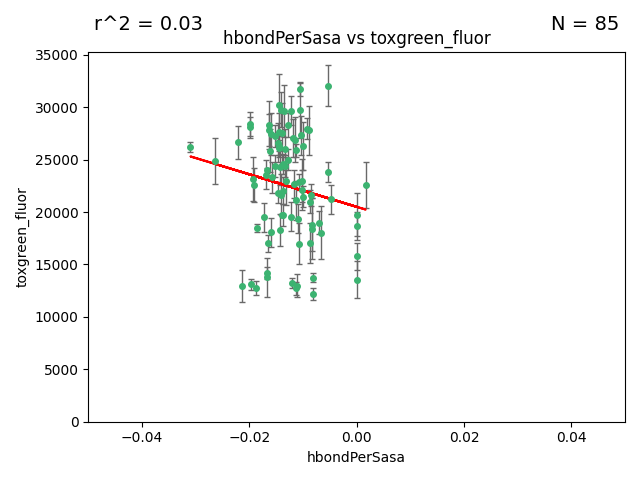 r^2 = 0.03
N = 85
hbondPerSasa vs toxgreen_fluor
35000
30000
25000
20000
15000
10000
5000
0
toxgreen_fluor
−0.04
−0.02
0.00
0.02
0.04
hbondPerSasa